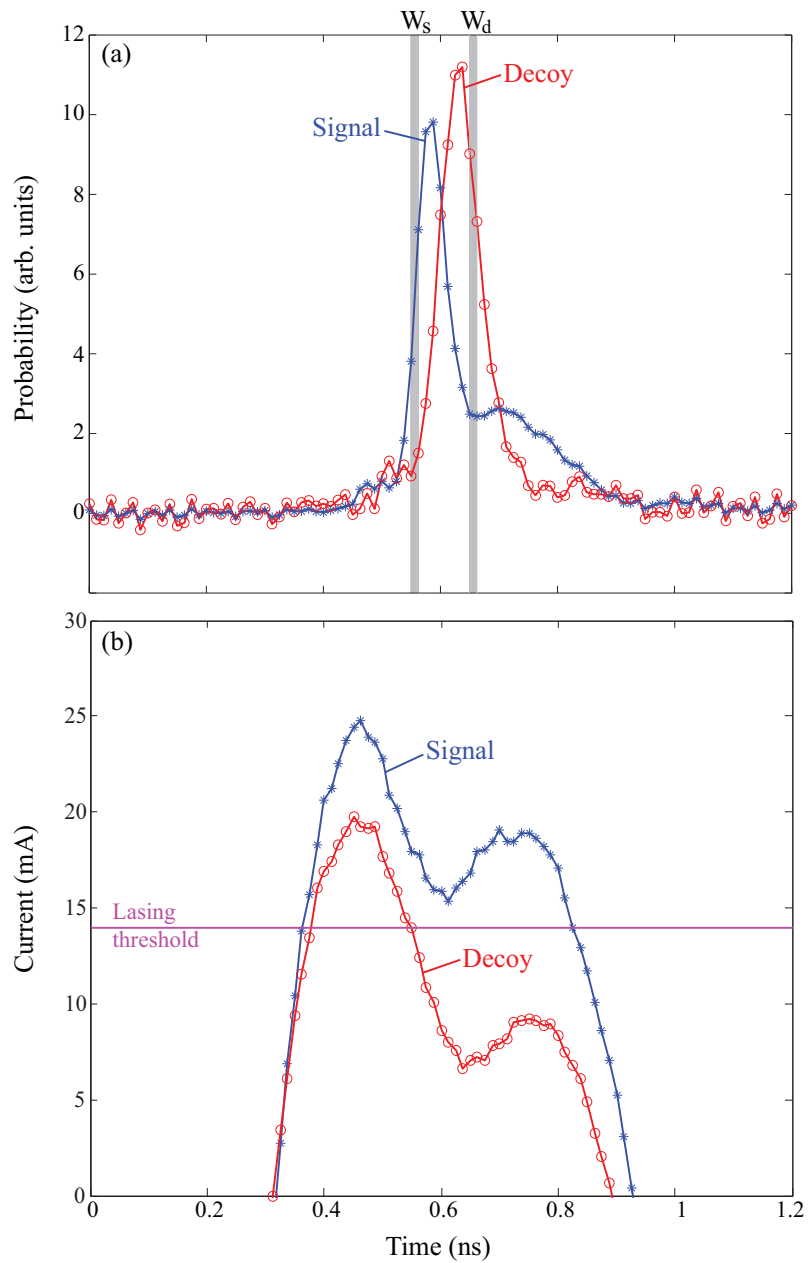 W_s W_d
(a)
12
10
8
6
4
2
0
Probability (arb. units)
Signal
Decoy
(b)
30
25
20
15
10
5
0
Current (mA)
Signal
Lasing
threshold
Decoy
0 0.2 0.4 0.6 0.8 1 1.2
Time (ns)